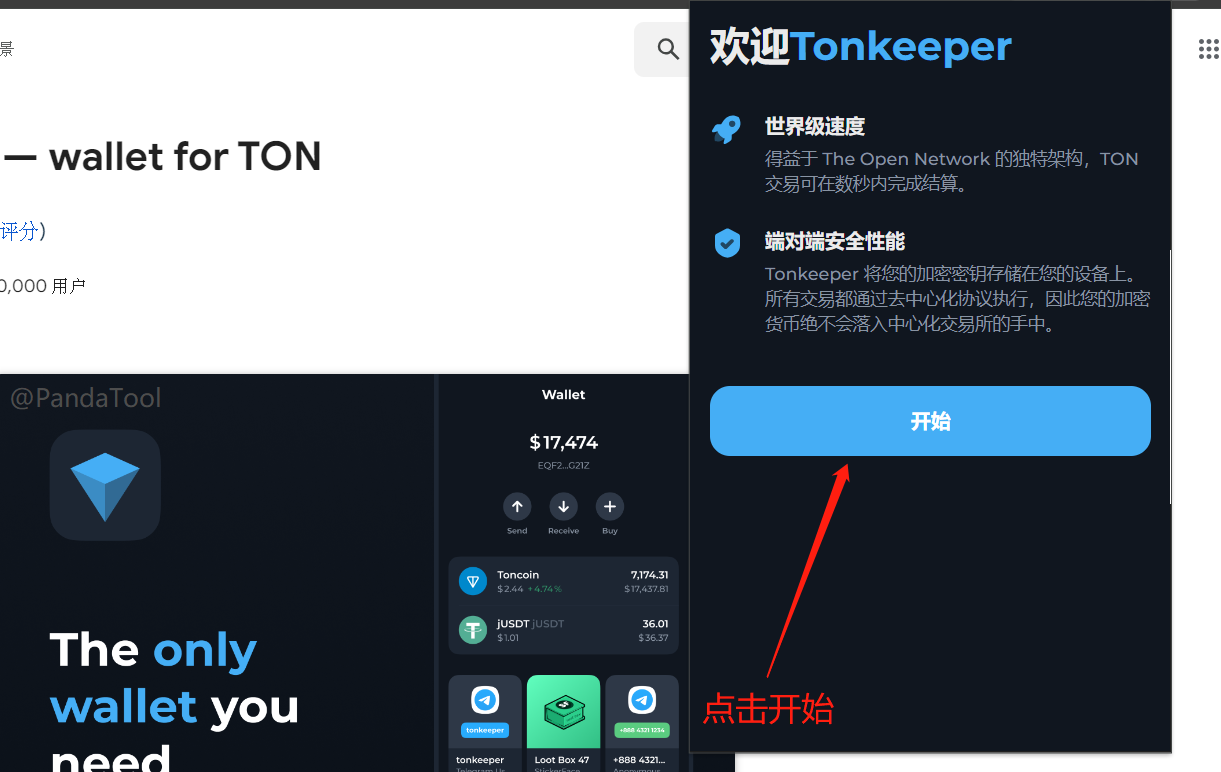 景
— wallet for TON
评分)
0,000 用户
欢迎Tonkeeper
世界级速度
得益于 The Open Network 的独特架构，TON
交易可在数秒内完成结算。
端对端安全性能
Tonkeeper 将您的加密密钥存储在您的设备上。
所有交易都通过去中心化协议执行，因此您的加密
货币绝不会落入中心化交易所的手中。
开始
点击开始
@PandaTool
The only
wallet you
need
Wallet
$17,474
EQF2...G21Z
Send Receive Buy
Toncoin 7,174.31
$2.44 +4.74% $17,437.81
jUSDT jUSDT 36.01
$1.01 $36.37
tonkeeper +888 4321 1234
tonkeeper Loot Box 47 +888 4321...
Telegram Us StickerFace Anonymous